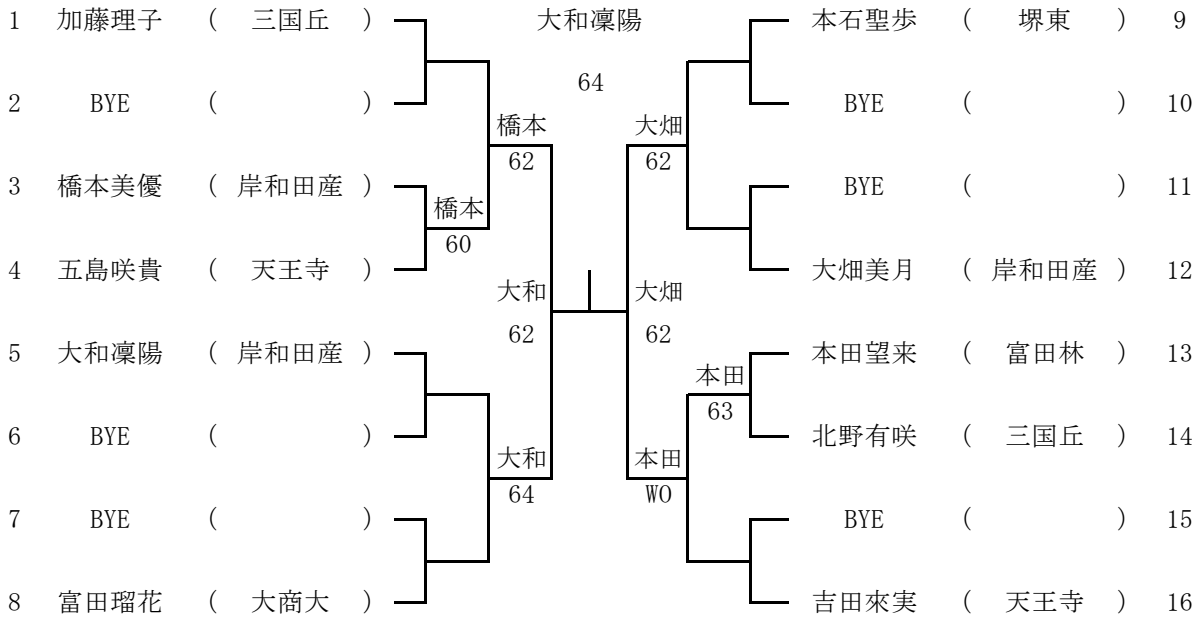 1 加藤理子 ( 三国丘 ) 大和凜陽 本石聖歩 ( 堺東 ) 9
64
2 BYE ( ) BYE ( ) 10
橋本 大畑
62 62
3 橋本美優 ( 岸和田産 ) BYE ( ) 11
橋本
60
4 五島咲貴 ( 天王寺 ) 大畑美月 ( 岸和田産 ) 12
大和 大畑
62 62
5 大和凜陽 ( 岸和田産 ) 本田望来 ( 富田林 ) 13
本田
63
6 BYE ( ) 北野有咲 ( 三国丘 ) 14
大和 本田
64 WO
7 BYE ( ) BYE ( ) 15
8 富田瑠花 ( 大商大 ) 吉田來実 ( 天王寺 ) 16